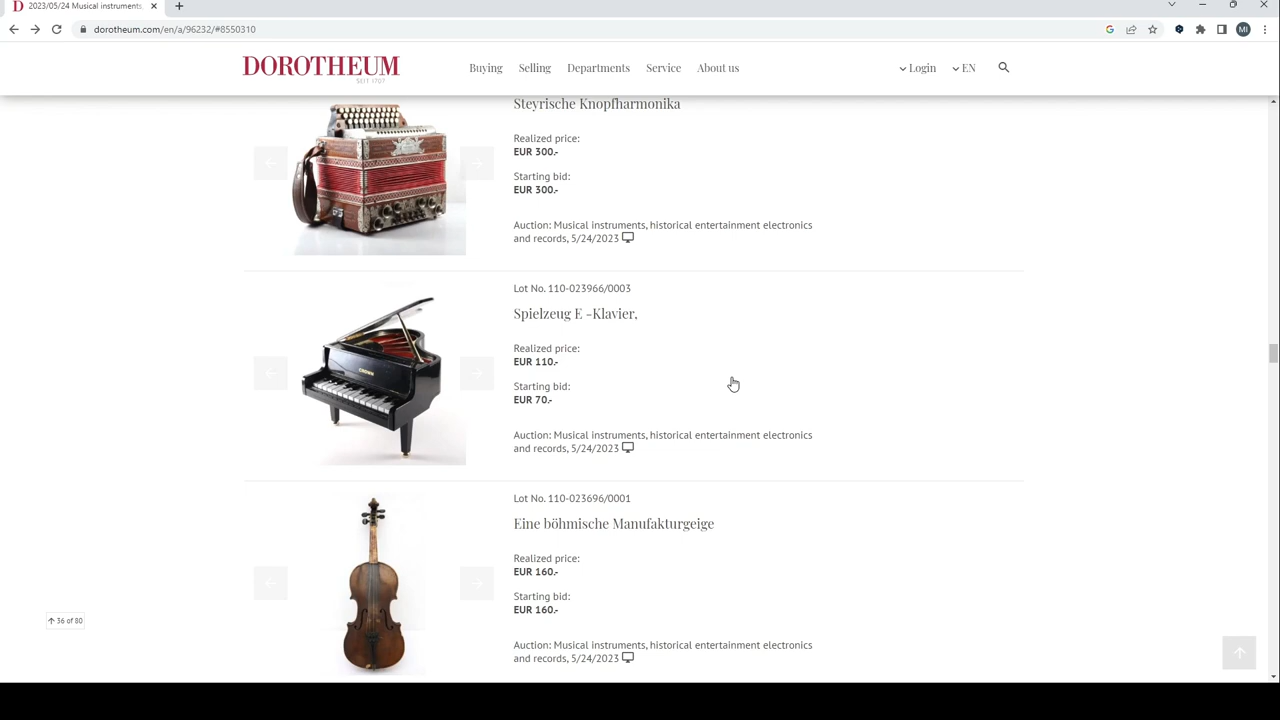 2023/05/24 Musical instruments,
dorotheum.com/en/a/96232/#8550310
MI
DOROTHEUM
SEIT 1707
Buying Selling Departments Service About us
Login EN
Steyrische Knopfharmonika
Realized price:
EUR 300.-
Starting bid:
EUR 300.-
Auction: Musical instruments, historical entertainment electronics
and records, 5/24/2023
Lot No. 110-023966/0003
Spielzeug E -Klavier,
Realized price:
EUR 110.-
Starting bid:
EUR 70.-
Auction: Musical instruments, historical entertainment electronics
and records, 5/24/2023
CROWN
Lot No. 110-023696/0001
Eine böhmische Manufakturgeige
Realized price:
EUR 160.-
Starting bid:
EUR 160.-
Auction: Musical instruments, historical entertainment electronics
and records, 5/24/2023
36 of 80